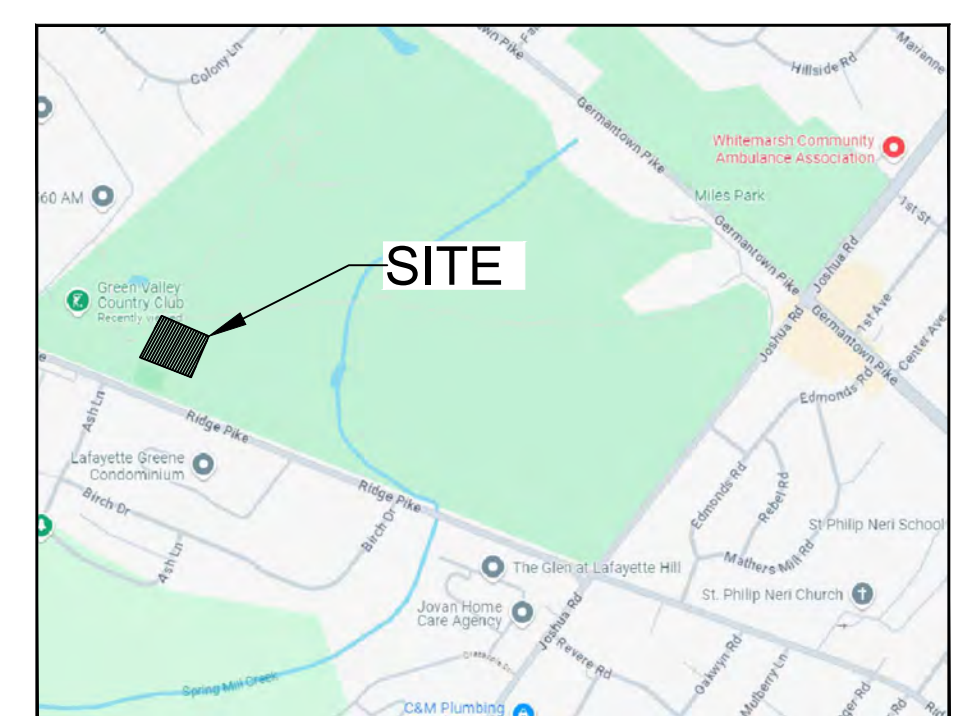 Colony Ln
Germantown Pike
Hillside Rd
Marianne
Whitemarsh Community
Ambulance Association
60 AM
Miles Park
1st St
Germantown Pike
Joshua Rd
SITE
Green Valley
Country Club
Recently viewed
1st Ave
Joshua Rd
Germantown Pike
Center Ave
Edmonds Rd
Ash Ln
Ridge Pike
Lafayette Greene
Condominium
Birch Dr
Ridge Pike
Birch Dr
Edmonds Rd
Rebel Rd
St Philip Neri School
Mathers Mill Rd
Ash Ln
The Glen at Lafayette Hill
St. Philip Neri Church
Jovan Home
Care Agency
Joshua Rd
Revere Rd
Oakwyn Rd
Mulberry Ln
Spring Mill Creek
C&M Plumbing